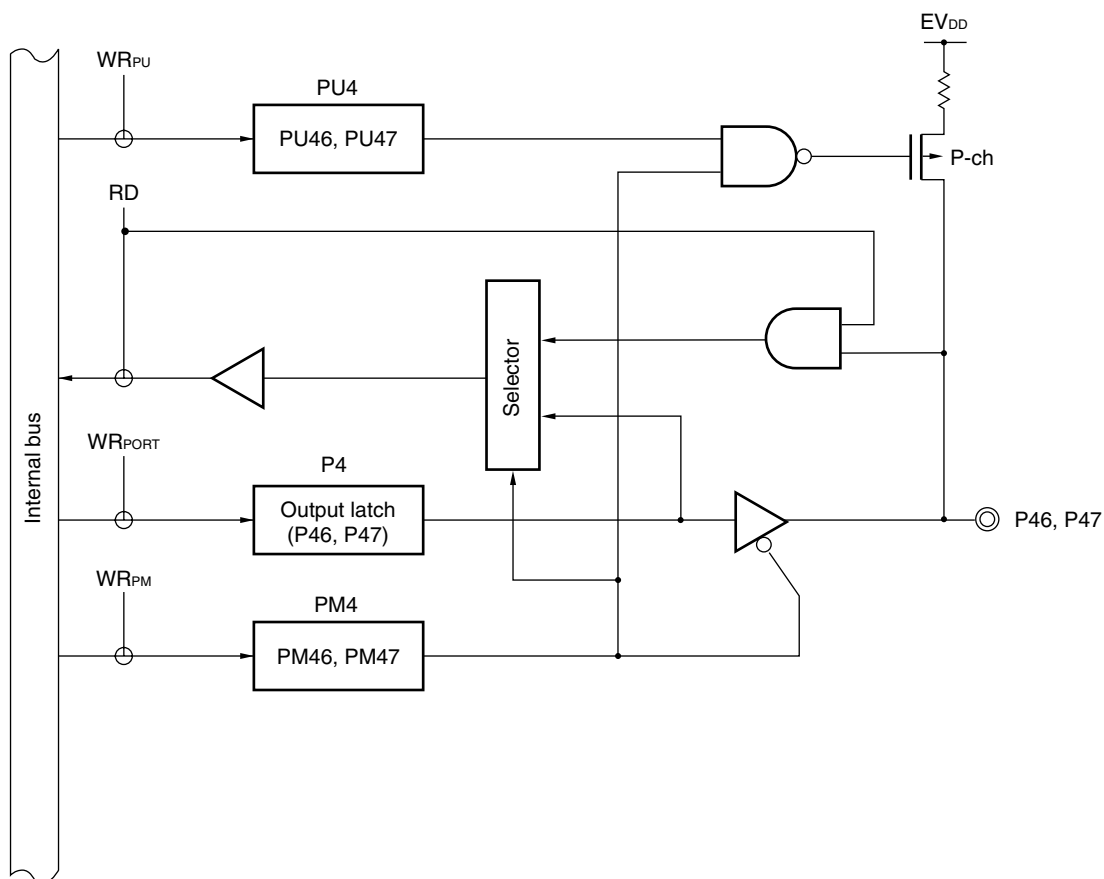 EVDD
WRPU
PU4
PU46, PU47
P-ch
RD
Selector
Internal bus
WRPORT
P4
Output latch
(P46, P47)
P46, P47
WRPM
PM4
PM46, PM47